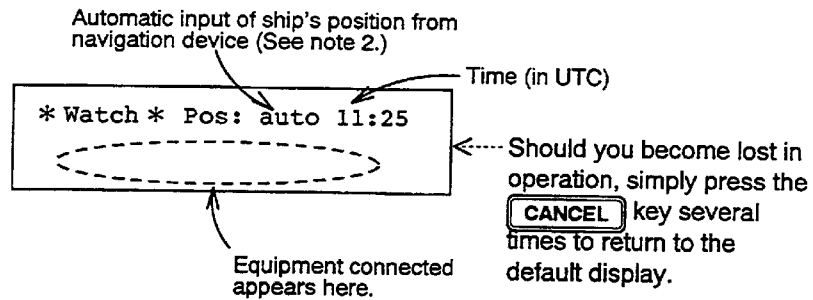 Automatic input of ship's position from
navigation device (See note 2.)
Time (in UTC)
* Watch * Pos: auto 11:25
Should you become lost in
operation, simply press the
CANCEL key several
times to return to the
default display.
Equipment connected
appears here.